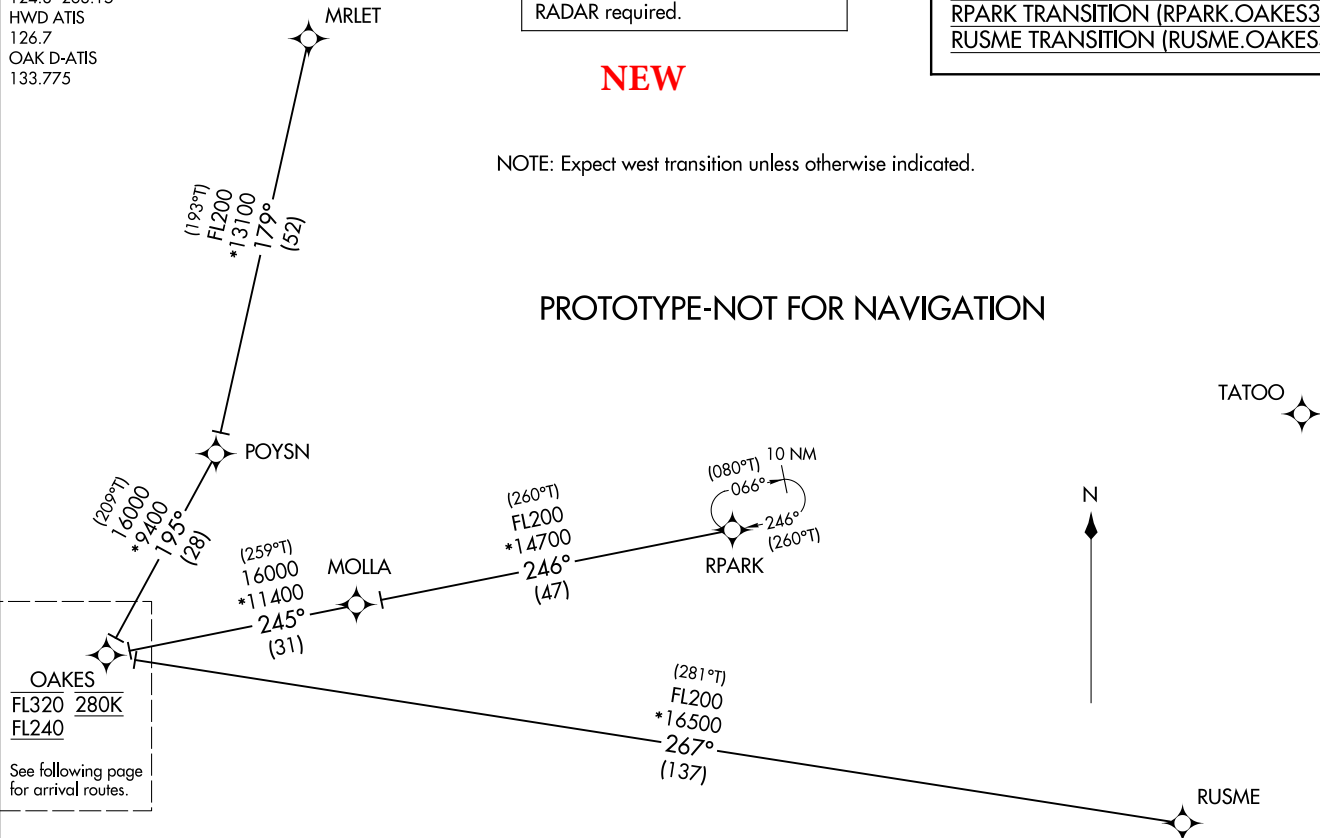 HWD ATIS
126.7
OAK D-ATIS
133.775
MRLET
RADAR required.
RPARK TRANSITION (RPARK.OAKES3
RUSME TRANSITION (RUSME.OAKES
NEW
NOTE: Expect west transition unless otherwise indicated.
(193°T)
FL200
*13100
179°
(52)
PROTOTYPE-NOT FOR NAVIGATION
TATOO
POYSN
(209°T)
16000
*9400
195°
(28)
(259°T)
16000
*11400
245°
(31)
MOLLA
(260°T)
FL200
*14700
246°
(47)
(080°T)
10 NM
066°
246°
(260°T)
RPARK
N
OAKES
FL320 280K
FL240
See following page
for arrival routes.
(281°T)
FL200
*16500
267°
(137)
RUSME